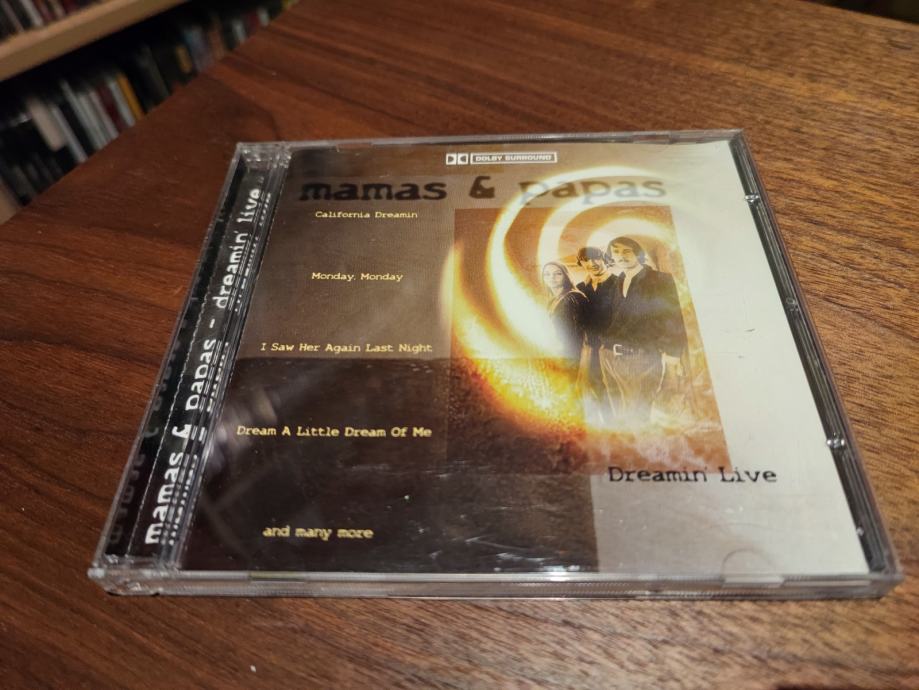 DOLBY SURROUND
mamas & papas
California Dreamin
Monday, Monday
I Saw Her Again Last Night
Dream A Little Dream Of Me
and many more
Dreamin' Live
mamas & papas - dreamin' live